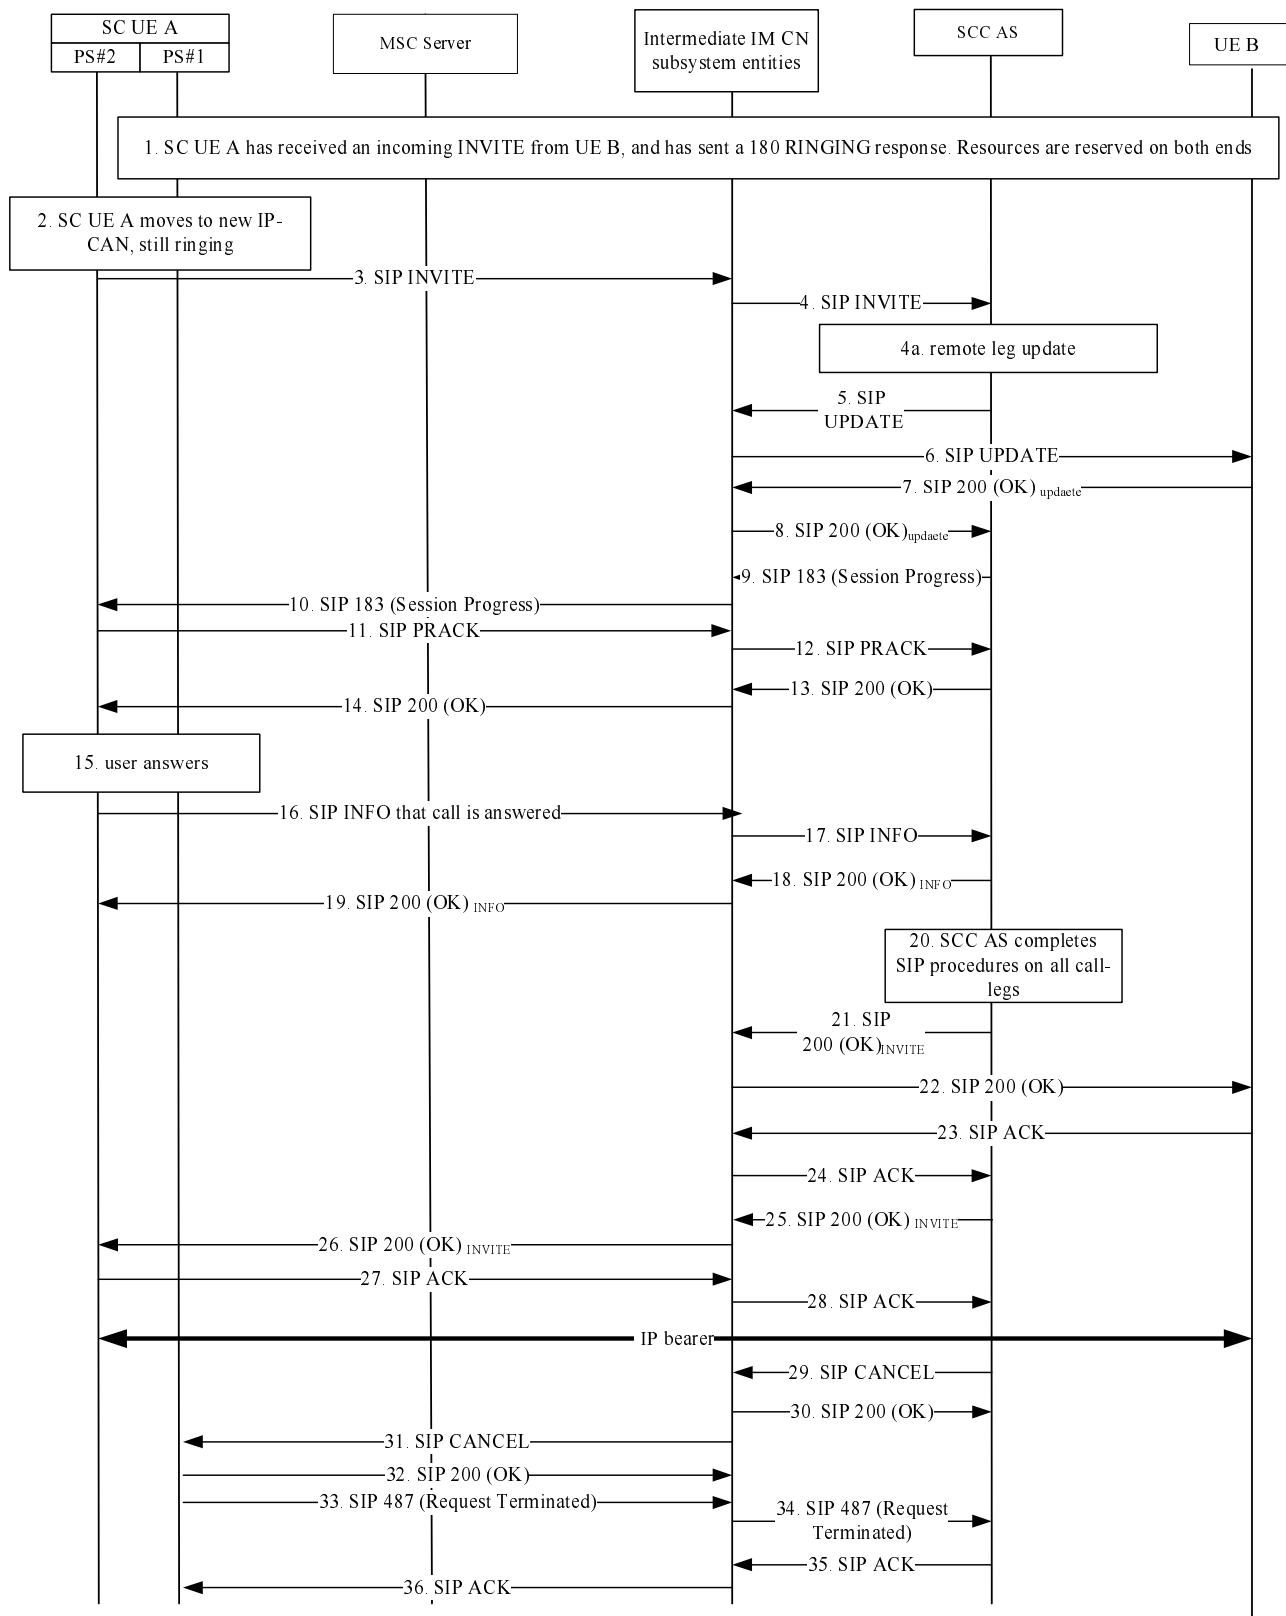 SC UE A
PS#2
PS#1
MSC Server
Intermediate IM CN
subsystem entities
SCC AS
UE B
1. SC UE A has received an incoming INVITE from UE B, and has sent a 180 RINGING response. Resources are reserved on both ends
2. SC UE A moves to new IP-
CAN, still ringing
3. SIP INVITE
4. SIP INVITE
4a. remote leg update
5. SIP
UPDATE
6. SIP UPDATE
7. SIP 200 (OK) updaete
8. SIP 200 (OK)updaete
9. SIP 183 (Session Progress)
10. SIP 183 (Session Progress)
11. SIP PRACK
12. SIP PRACK
13. SIP 200 (OK)
14. SIP 200 (OK)
15. user answers
16. SIP INFO that call is answered
17. SIP INFO
18. SIP 200 (OK) INFO
19. SIP 200 (OK) INFO
20. SCC AS completes
SIP procedures on all call-
legs
21. SIP
200 (OK)INVITE
22. SIP 200 (OK)
23. SIP ACK
24. SIP ACK
25. SIP 200 (OK) INVITE
26. SIP 200 (OK) INVITE
27. SIP ACK
28. SIP ACK
IP bearer
29. SIP CANCEL
30. SIP 200 (OK)
31. SIP CANCEL
32. SIP 200 (OK)
33. SIP 487 (Request Terminated)
34. SIP 487 (Request
Terminated)
35. SIP ACK
36. SIP ACK